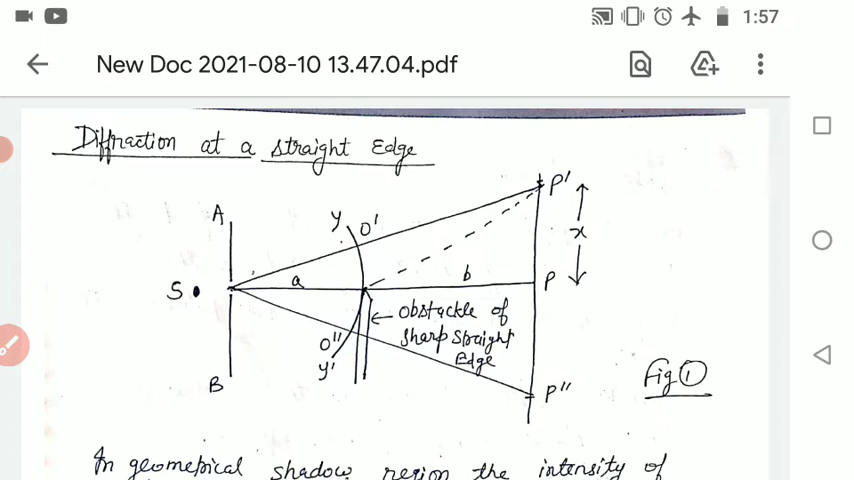 1:57
New Doc 2021-08-10 13.47.04.pdf
Diffraction at a straight Edge
A
y
O'
P'
x
S
a
b
P
obstackle of
sharp straight
Edge
O"
y'
B
P"
Fig 1
In geometrical shadow region the intensity of